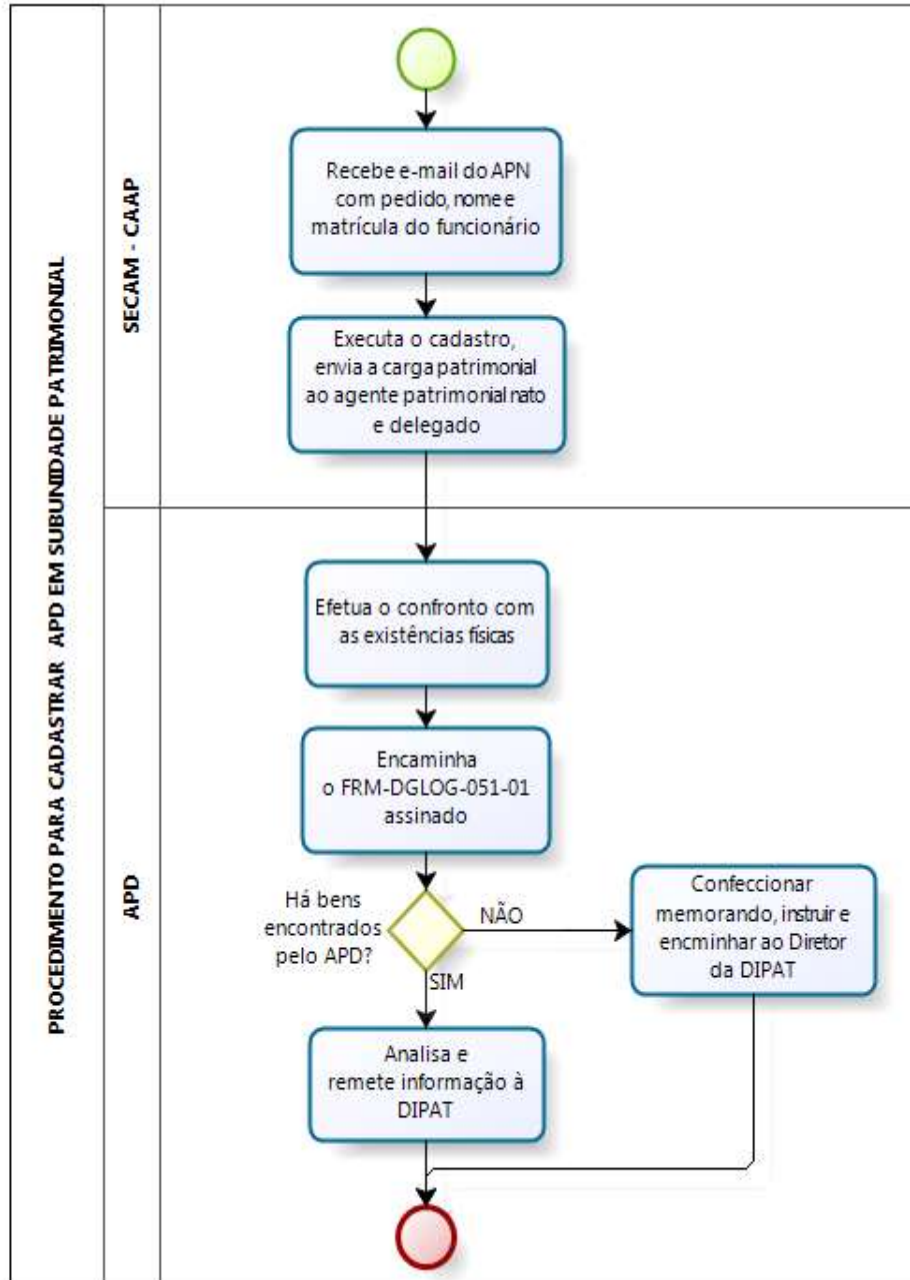 PROCEDIMENTO PARA CADASTRAR APD EM SUBUNIDADE PATRIMONIAL
SECAM - CAAP
Recebe e-mail do APN
com pedido, nome e
matrícula do funcionário
Executa o cadastro,
envia a carga patrimonial
ao agente patrimonial nato
e delegado
APD
Efetua o confronto com
as existências físicas
Encaminha
o FRM-DGLOG-051-01
assinado
Há bens
encontrados
pelo APD?
NÃO
Confeccionar
memorando, instruir e
encminhar ao Diretor
da DIPAT
SIM
Analisa e
remete informação à
DIPAT